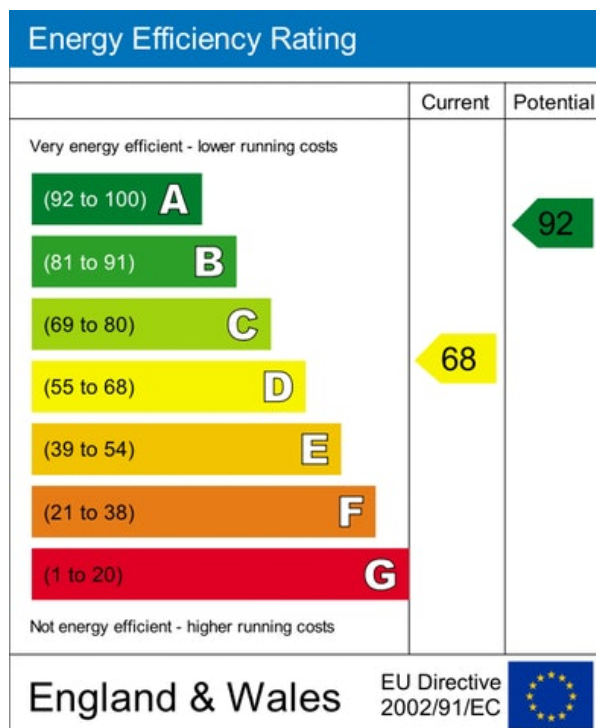 Energy Efficiency Rating
Current Potential
Very energy efficient - lower running costs
(92 to 100) A
92
(81 to 91) B
(69 to 80) C
68
(55 to 68) D
(39 to 54) E
(21 to 38) F
(1 to 20) G
Not energy efficient - higher running costs
England & Wales
EU Directive
2002/91/EC